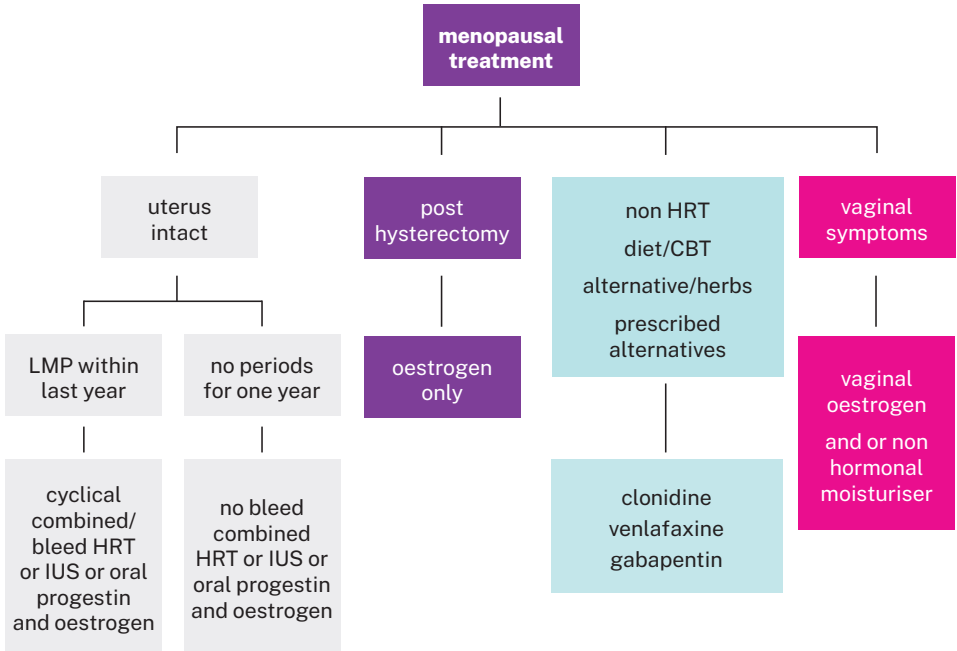 menopausal
treatment
uterus
intact
post
hysterectomy
non HRT
diet/CBT
alternative/herbs
prescribed
alternatives
vaginal
symptoms
LMP within
last year
no periods
for one year
oestrogen
only
vaginal
oestrogen
and or non
hormonal
moisturiser
cyclical
combined/
bleed HRT
or IUS or oral
progestin
and oestrogen
no bleed
combined
HRT or IUS or
oral progestin
and oestrogen
clonidine
venlafaxine
gabapentin